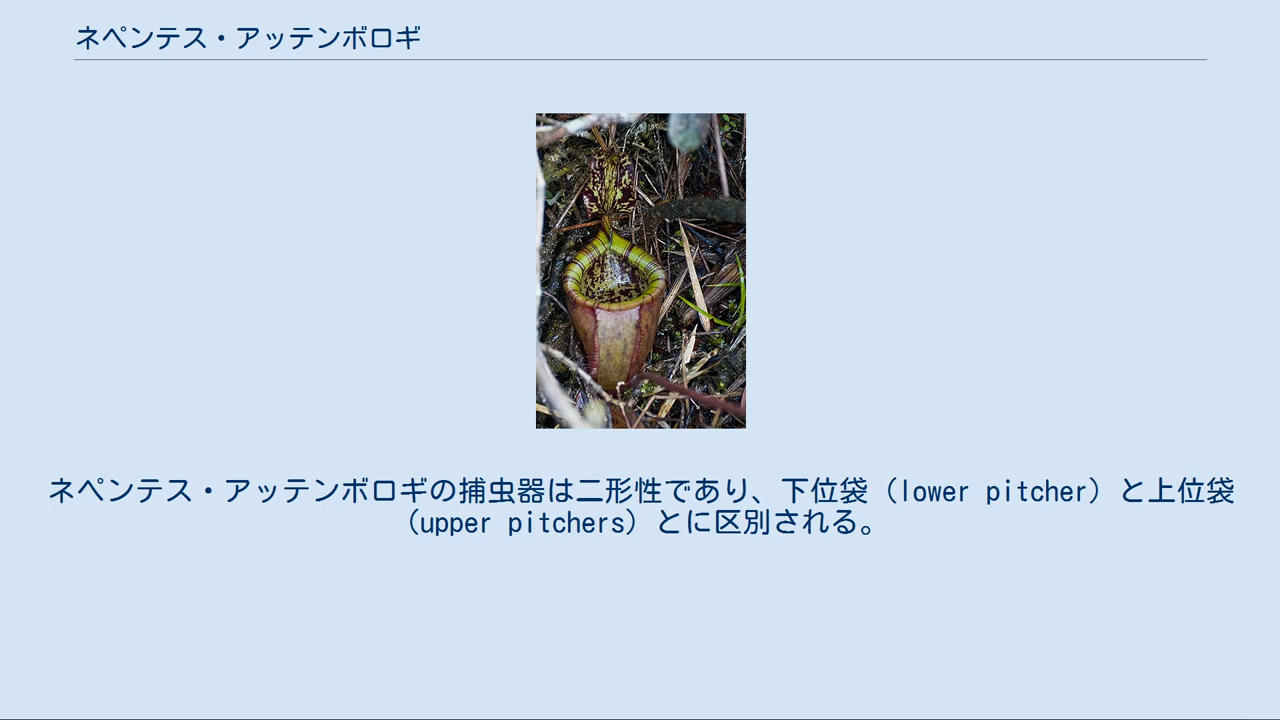 ネペンテス・アッテンボロギ
ネペンテス・アッテンボロギの捕虫器は二形性であり、下位袋（lower pitcher）と上位袋
（upper pitchers）とに区別される。